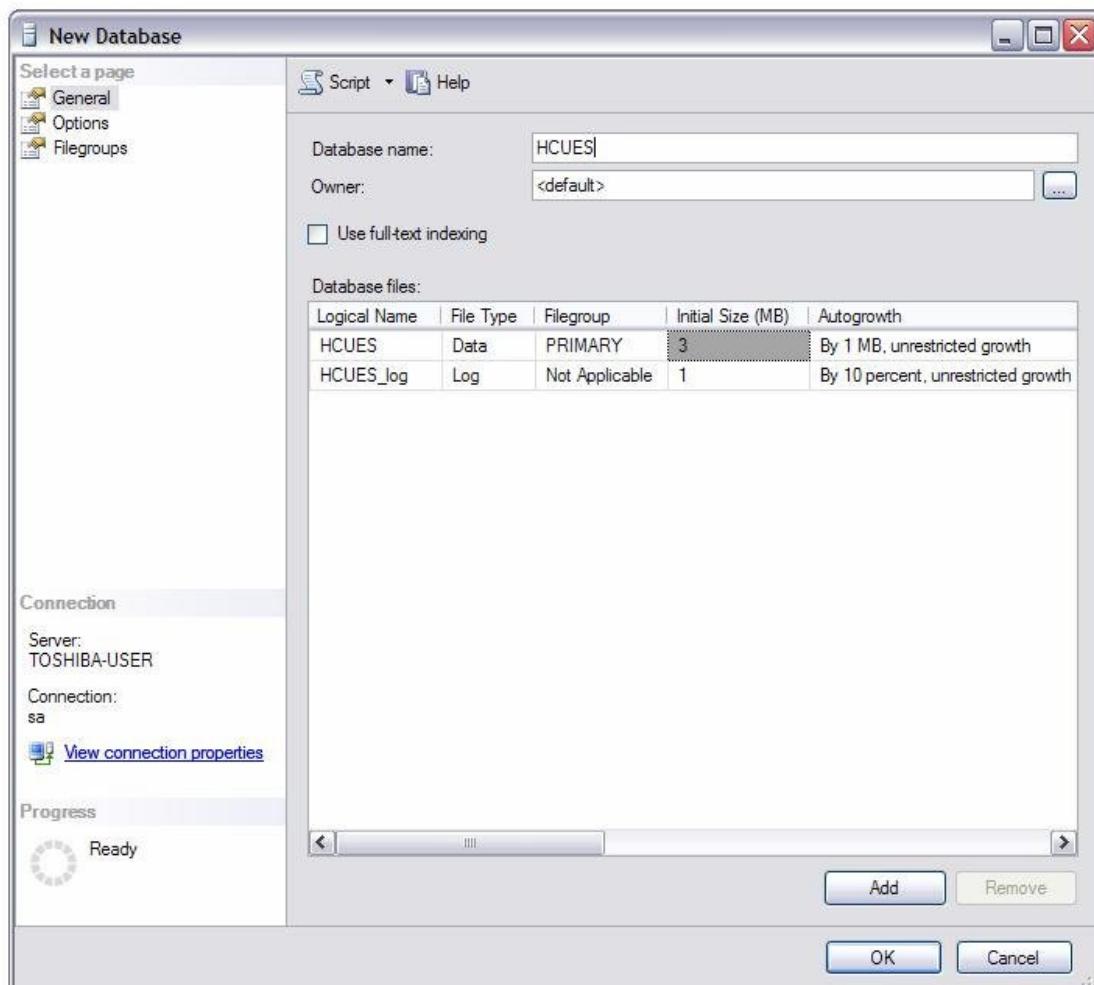 New Database
Select a page
General
Options
Filegroups
Script Help
Database name: HCUES
Owner: <default> ...
Use full-text indexing
Database files:
Logical Name File Type Filegroup Initial Size (MB) Autogrowth
HCUES Data PRIMARY 3 By 1 MB, unrestricted growth
HCUES_log Log Not Applicable 1 By 10 percent, unrestricted growth
Connection
Server:
TOSHIBA-USER
Connection:
sa
View connection properties
Progress
Ready
Add Remove
OK Cancel